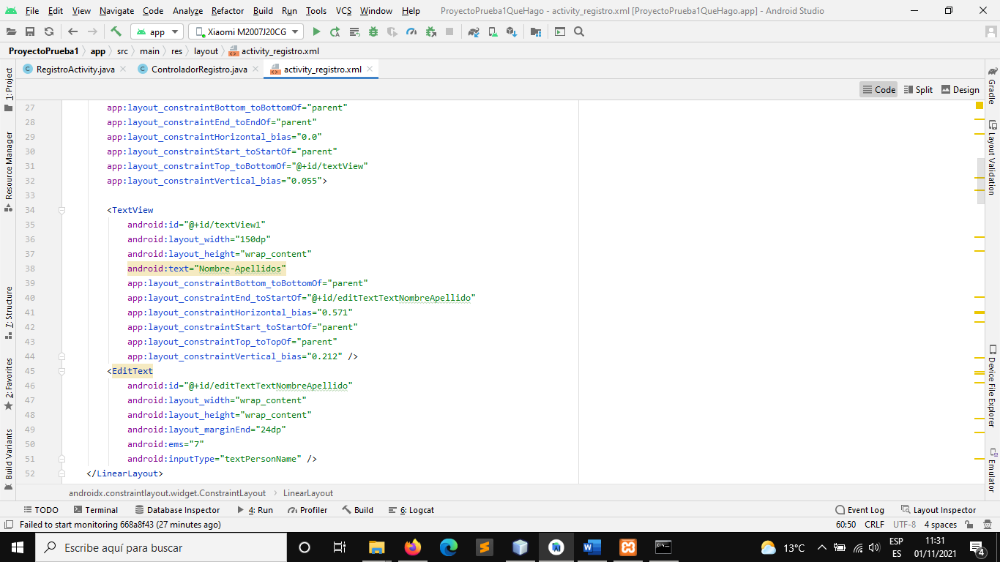 File Edit View Navigate Code Analyze Refactor Build Run Tools VCS Window Help ProyectoPrueba1QueHago - activity_registro.xml [ProyectoPrueba1QueHago.app] - Android Studio
app Xiaomi M2007J20CG
ProyectoPrueba1 app src main res layout activity_registro.xml
RegistroActivity.java ControladorRegistro.java activity_registro.xml
Code Split Design
27 app:layout_constraintBottom_toBottomOf="parent"
28 app:layout_constraintEnd_toEndOf="parent"
29 app:layout_constraintHorizontal_bias="0.0"
30 app:layout_constraintStart_toStartOf="parent"
31 app:layout_constraintTop_toBottomOf="@+id/textView"
32 app:layout_constraintVertical_bias="0.055">
33
34 <TextView
35 android:id="@+id/textView1"
36 android:layout_width="150dp"
37 android:layout_height="wrap_content"
38 android:text="Nombre-Apellidos"
39 app:layout_constraintBottom_toBottomOf="parent"
40 app:layout_constraintEnd_toStartOf="@+id/editTextTextNombreApellido"
41 app:layout_constraintHorizontal_bias="0.571"
42 app:layout_constraintStart_toStartOf="parent"
43 app:layout_constraintTop_toTopOf="parent"
44 app:layout_constraintVertical_bias="0.212" />
45 <EditText
46 android:id="@+id/editTextTextNombreApellido"
47 android:layout_width="wrap_content"
48 android:layout_height="wrap_content"
49 android:layout_marginEnd="24dp"
50 android:ems="7"
51 android:inputType="textPersonName" />
52 </LinearLayout>
androidx.constraintlayout.widget.ConstraintLayout LinearLayout
1: Project
Resource Manager
7: Structure
2: Favorites
Build Variants
Gradle
Layout Validation
Device File Explorer
Emulator
TODO Terminal Database Inspector 4: Run Profiler Build 6: Logcat Event Log Layout Inspector
Failed to start monitoring 668a8f43 (27 minutes ago) 60:50 CRLF UTF-8 4 spaces
Escribe aquí para buscar 13°C ESP 11:31
ES 01/11/2021 4